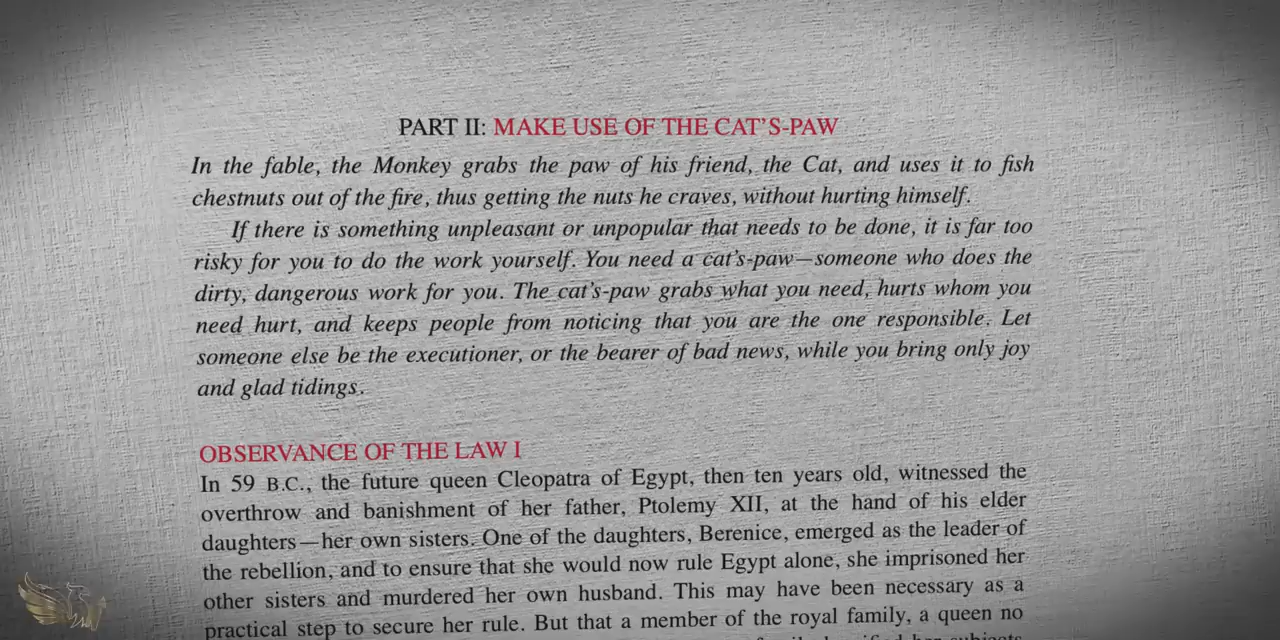 PART II: MAKE USE OF THE CAT'S-PAW
In the fable, the Monkey grabs the paw of his friend, the Cat, and uses it to fish
chestnuts out of the fire, thus getting the nuts he craves, without hurting himself.
If there is something unpleasant or unpopular that needs to be done, it is far too
risky for you to do the work yourself. You need a cat's-paw—someone who does the
dirty, dangerous work for you. The cat's-paw grabs what you need, hurts whom you
need hurt, and keeps people from noticing that you are the one responsible. Let
someone else be the executioner, or the bearer of bad news, while you bring only joy
and glad tidings.
OBSERVANCE OF THE LAW I
In 59 B.C., the future queen Cleopatra of Egypt, then ten years old, witnessed the
overthrow and banishment of her father, Ptolemy XII, at the hand of his elder
daughters—her own sisters. One of the daughters, Berenice, emerged as the leader of
the rebellion, and to ensure that she would now rule Egypt alone, she imprisoned her
other sisters and murdered her own husband. This may have been necessary as a
practical step to secure her rule. But that a member of the royal family, a queen no